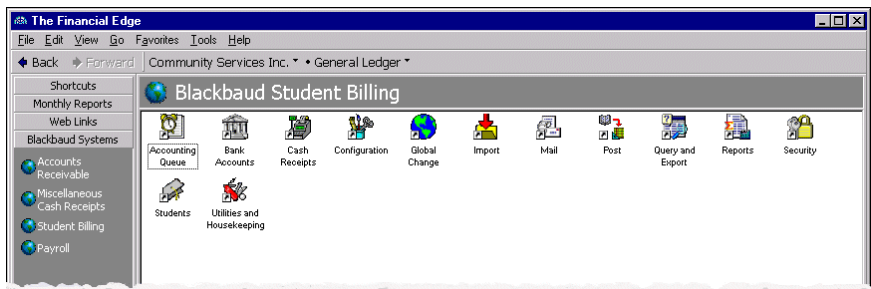 The Financial Edge
File Edit View Go Favorites Tools Help
Back Forward Community Services Inc. • General Ledger
Shortcuts
Monthly Reports
Web Links
Blackbaud Systems
Accounts
Receivable
Miscellaneous
Cash Receipts
Student Billing
Payroll
Blackbaud Student Billing
Accounting
Queue
Bank
Accounts
Cash
Receipts
Configuration
Global
Change
Import
Mail
Post
Query and
Export
Reports
Security
Students
Utilities and
Housekeeping